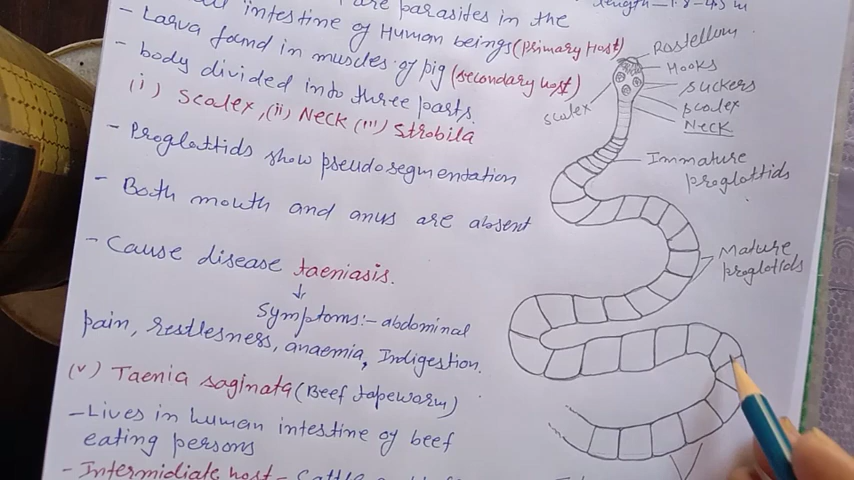 are parasites in the
intestine of Human beings (Primary Host)
- Larva found in muscles of pig (secondary host)
- body divided into three parts.
(i) Scolex, (ii) Neck (iii) Strobila
- Proglottids show pseudosegmentation
- Both mouth and anus are absent
- Cause disease taeniasis.
Symptoms:- abdominal
pain, restlesness, anaemia, Indigestion.
(v) Taenia saginata (Beef tapeworm)
- Lives in human intestine of beef
eating persons
- Intermidiate host - Cattle
Rostellum
Hooks
suckers
scolex
scolex
Neck
Immature
proglottids
Mature
proglottids